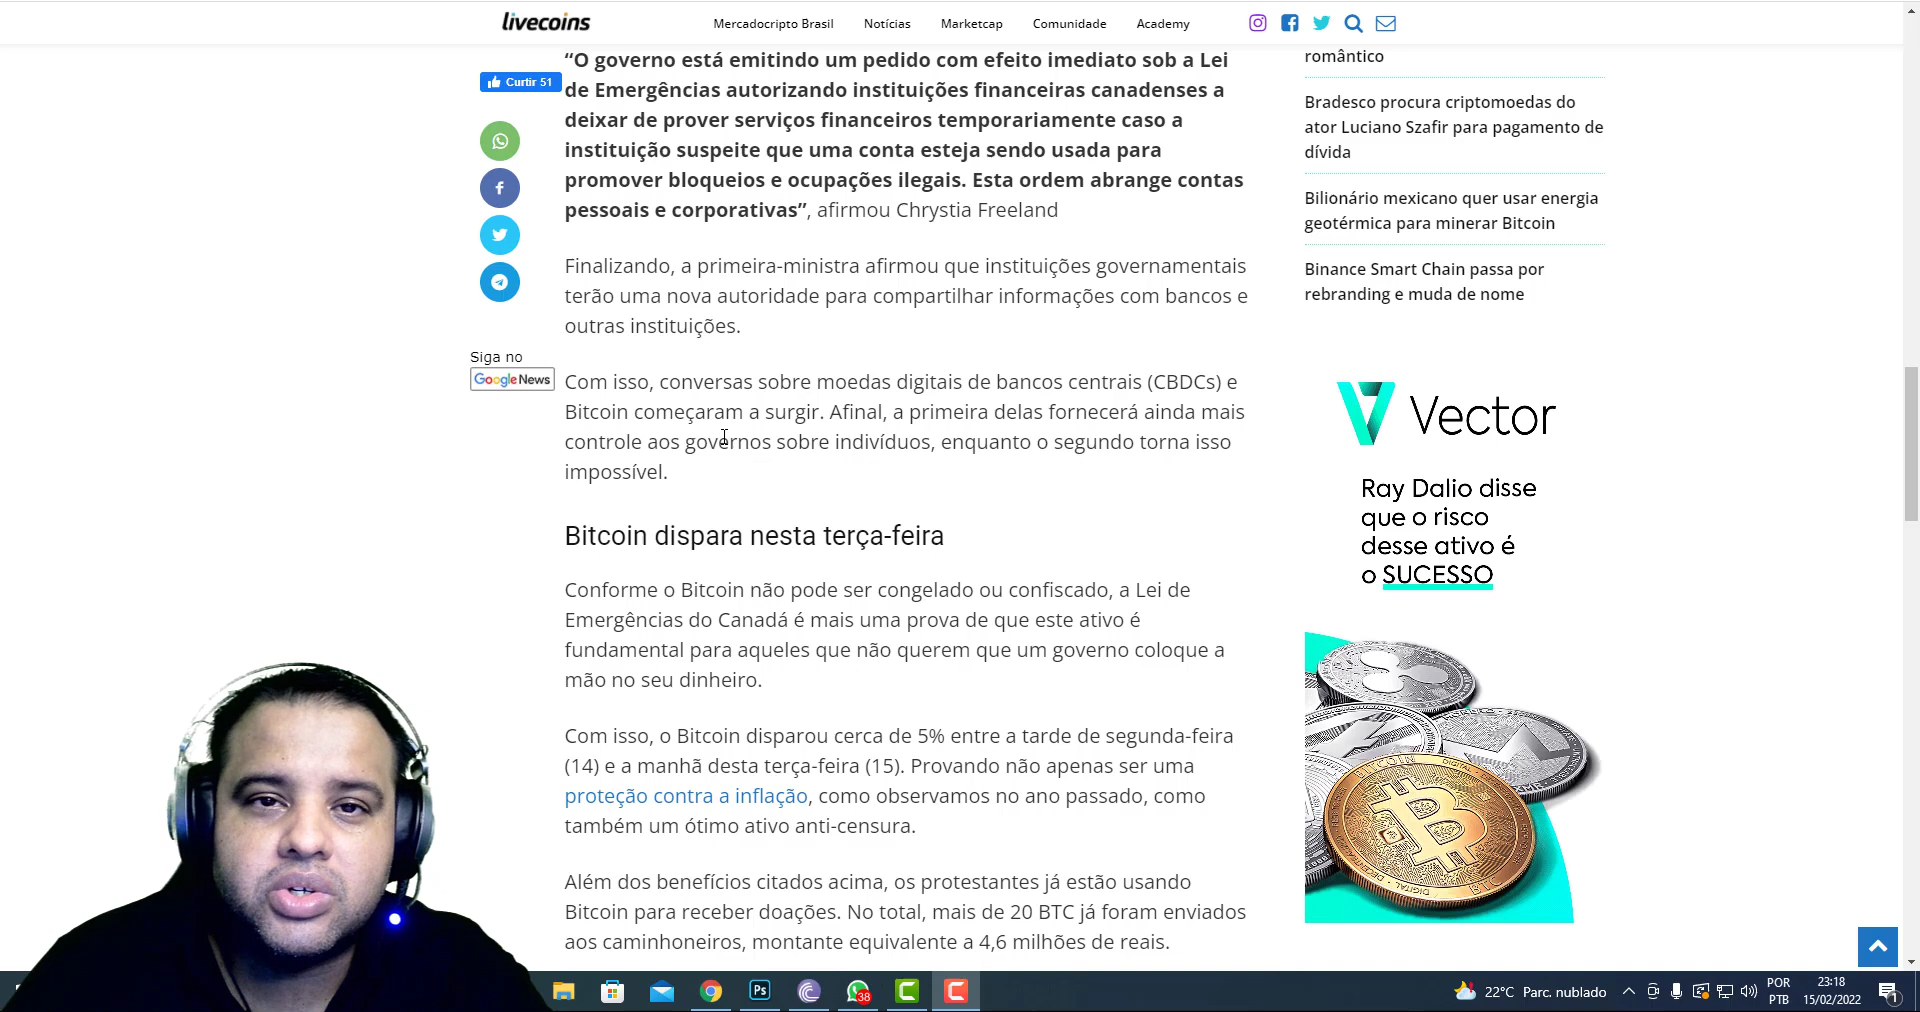 livecoins
Mercadocripto Brasil
Notícias
Marketcap
Comunidade
Academy
Curtir 51
“O governo está emitindo um pedido com efeito imediato sob a Lei
de Emergências autorizando instituições financeiras canadenses a
deixar de prover serviços financeiros temporariamente caso a
instituição suspeite que uma conta esteja sendo usada para
promover bloqueios e ocupações ilegais. Esta ordem abrange contas
pessoais e corporativas”, afirmou Chrystia Freeland
Finalizando, a primeira-ministra afirmou que instituições governamentais
terão uma nova autoridade para compartilhar informações com bancos e
outras instituições.
Siga no
Google News
Com isso, conversas sobre moedas digitais de bancos centrais (CBDCs) e
Bitcoin começaram a surgir. Afinal, a primeira delas fornecerá ainda mais
controle aos governos sobre indivíduos, enquanto o segundo torna isso
impossível.
Bitcoin dispara nesta terça-feira
Conforme o Bitcoin não pode ser congelado ou confiscado, a Lei de
Emergências do Canadá é mais uma prova de que este ativo é
fundamental para aqueles que não querem que um governo coloque a
mão no seu dinheiro.
Com isso, o Bitcoin disparou cerca de 5% entre a tarde de segunda-feira
(14) e a manhã desta terça-feira (15). Provando não apenas ser uma
proteção contra a inflação, como observamos no ano passado, como
também um ótimo ativo anti-censura.
Além dos benefícios citados acima, os protestantes já estão usando
Bitcoin para receber doações. No total, mais de 20 BTC já foram enviados
aos caminhoneiros, montante equivalente a 4,6 milhões de reais.
romântico
Bradesco procura criptomoedas do
ator Luciano Szafir para pagamento de
dívida
Bilionário mexicano quer usar energia
geotérmica para minerar Bitcoin
Binance Smart Chain passa por
rebranding e muda de nome
Vector
Ray Dalio disse
que o risco
desse ativo é
o SUCESSO
BITCOIN
DIGITAL
BTC
Ps
38
22°C Parc. nublado
POR
PTB
23:18
15/02/2022
1